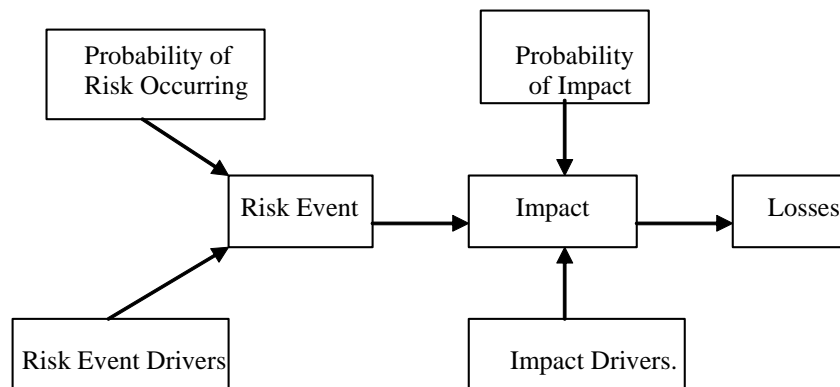 Probability of
Risk Occurring
Probability
of Impact
Risk Event
Impact
Losses
Risk Event Drivers
Impact Drivers.